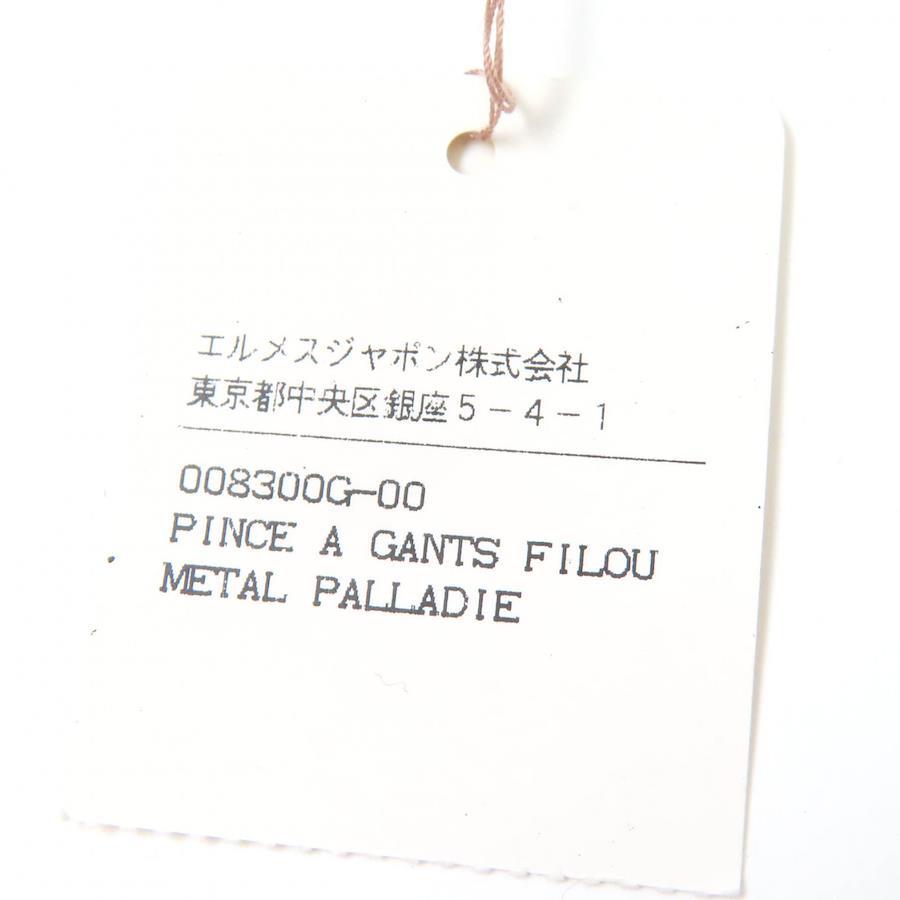 エルメスジャポン株式会社
東京都中央区銀座5-4-1
008300G-00
PINCE A GANTS FILOU
METAL PALLADIE